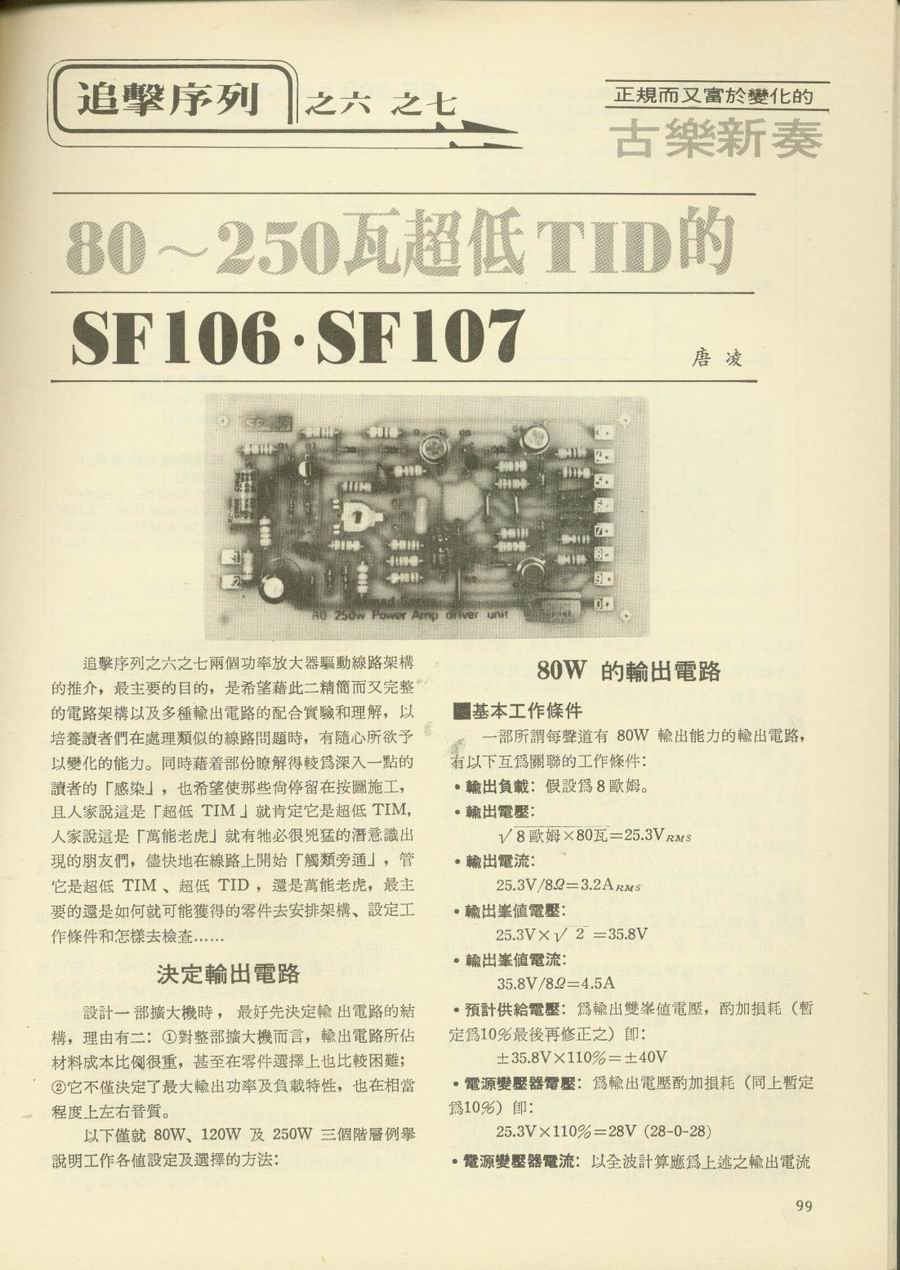 追擊序列 之六 之七
正規而又富於變化的
古樂新奏
80～250瓦超低TID的
SF106·SF107
唐凌
80 250w Power Amp driver unit
追擊序列之六之七兩個功率放大器驅動線路架構
的推介，最主要的目的，是希望藉此二精簡而又完整
的電路架構以及多種輸出電路的配合實驗和理解，以
培養讀者們在處理類似的線路問題時，有隨心所欲予
以變化的能力。同時藉着部份瞭解得較爲深入一點的
讀者的「感染」，也希望使那些尙停留在按圖施工，
且人家說這是「超低 TIM」就肯定它是超低 TIM,
人家說這是「萬能老虎」就有牠必很兇猛的潛意識出
現的朋友們，儘快地在線路上開始「觸類旁通」，管
它是超低 TIM、超低 TID，還是萬能老虎，最主
要的還是如何就可能獲得的零件去安排架構、設定工
作條件和怎樣去檢查……
決定輸出電路
設計一部擴大機時，最好先決定輸出電路的結
構，理由有二：①對整部擴大機而言，輸出電路所佔
材料成本比例很重，甚至在零件選擇上也比較困難；
②它不僅決定了最大輸出功率及負載特性，也在相當
程度上左右音質。
以下僅就 80W、120W 及 250W 三個階層例擧
說明工作各値設定及選擇的方法：
80W 的輸出電路
■基本工作條件
一部所謂每聲道有 80W 輸出能力的輸出電路，
有以下互爲關聯的工作條件：
•輸出負載：假設爲8歐姆。
•輸出電壓：
√8歐姆×80瓦=25.3VRMS
•輸出電流：
25.3V/8Ω=3.2ARMS
•輸出峯値電壓：
25.3V×√2=35.8V
•輸出峯値電流：
35.8V/8Ω=4.5A
•預計供給電壓：爲輸出雙峯値電壓，酌加損耗（暫
定爲10%最後再修正之）卽：
±35.8V×110%=±40V
•電源變壓器電壓：爲輸出電壓酌加損耗（同上暫定
爲10%）卽：
25.3V×110%=28V (28-0-28)
•電源變壓器電流：以全波計算應爲上述之輸出電流
99